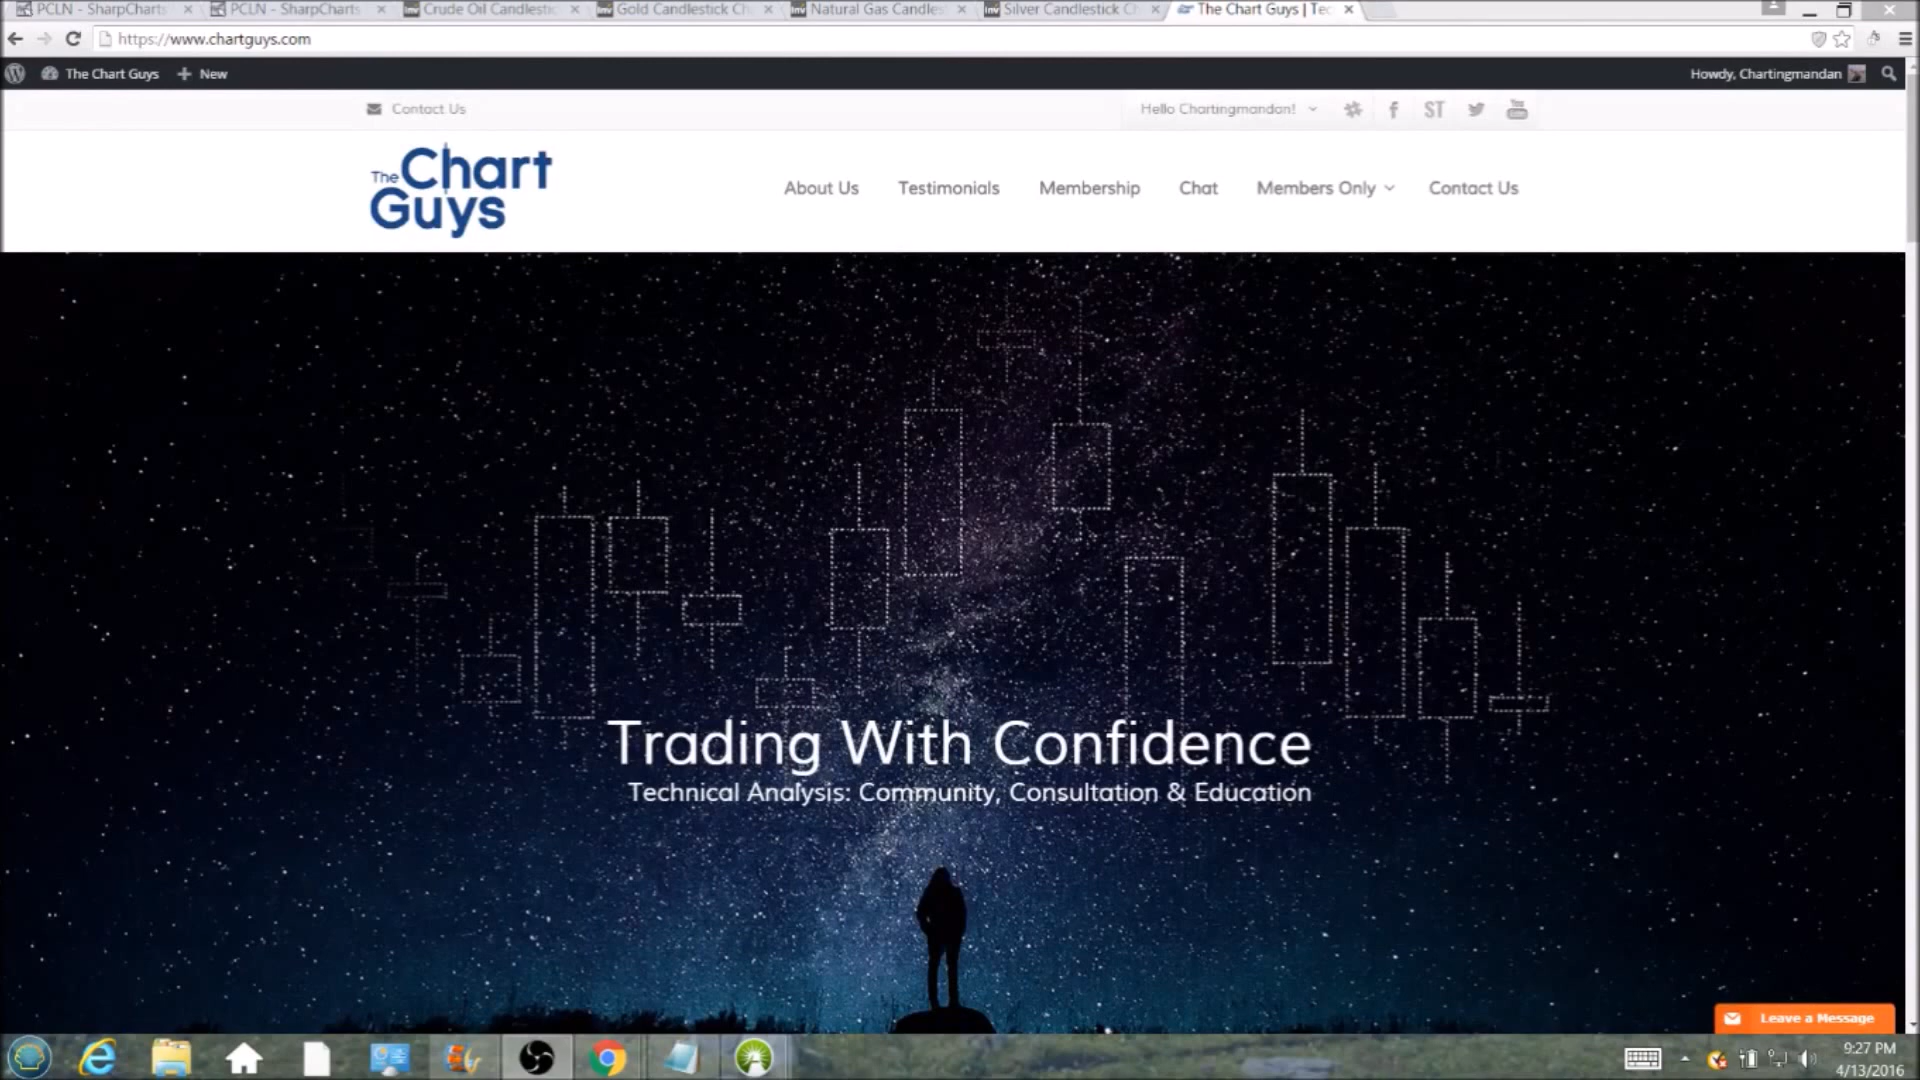 PCLN - SharpCharts
PCLN - SharpCharts
Crude Oil Candlestic
Gold Candlestick Ch
Natural Gas Candles
Silver Candlestick Ch
The Chart Guys | Tec
https://www.chartguys.com
The Chart Guys
New
Howdy, Chartingmandan
Contact Us
Hello Chartingmandan!
ST
The Chart
Guys
About Us
Testimonials
Membership
Chat
Members Only
Contact Us
Trading With Confidence
Technical Analysis: Community, Consultation & Education
Leave a Message
9:27 PM
4/13/2016